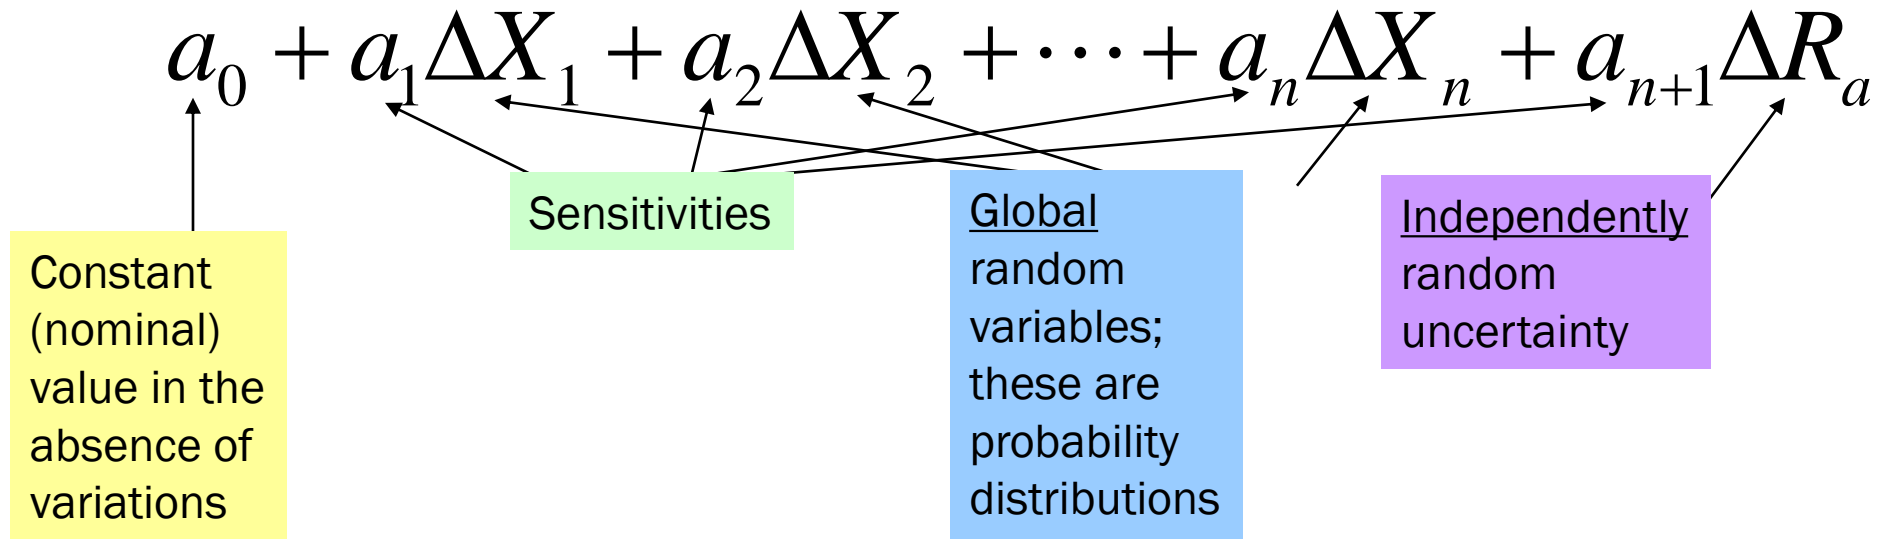 a₀ + a₁ΔX₁ + a₂ΔX₂ + ··· + aₙΔXₙ + aₙ₊₁ΔRₐ
Sensitivities
Constant
(nominal)
value in the
absence of
variations
Global
random
variables;
these are
probability
distributions
Independently
random
uncertainty